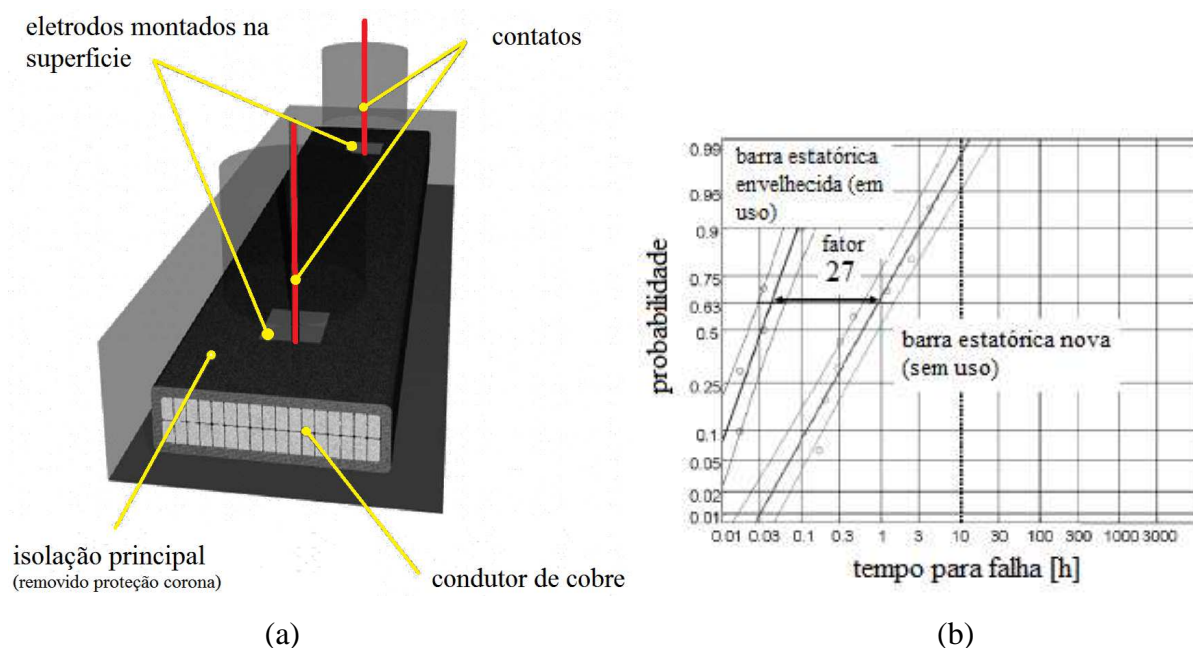 eletrodos montados na
superficie
contatos
isolação principal
(removido proteção corona)
condutor de cobre
(a)
probabilidade
0.99
0.95
0.9
0.75
0.63
0.5
0.25
0.1
0.05
0.02
0.01
barra estatórica
envelhecida (em
uso)
fator
27
barra estatórica nova
(sem uso)
0.01 0.03 0.1 0.3 1 3 10 30 100 300 1000 3000
tempo para falha [h]
(b)